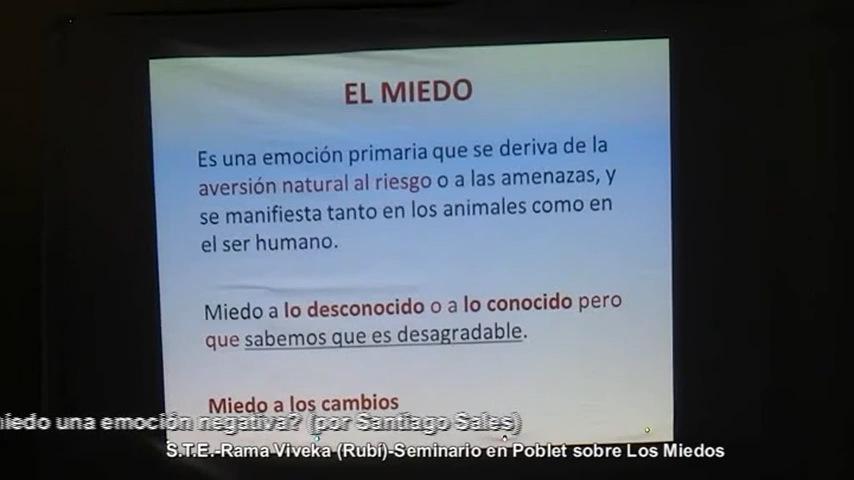 EL MIEDO
Es una emoción primaria que se deriva de la
aversión natural al riesgo o a las amenazas, y
se manifiesta tanto en los animales como en
el ser humano.
Miedo a lo desconocido o a lo conocido pero
que sabemos que es desagradable.
Miedo a los cambios
miedo una emoción negativa? (por Santiago Sales)
S.T.E.-Rama Viveka (Rubí)-Seminario en Poblet sobre Los Miedos